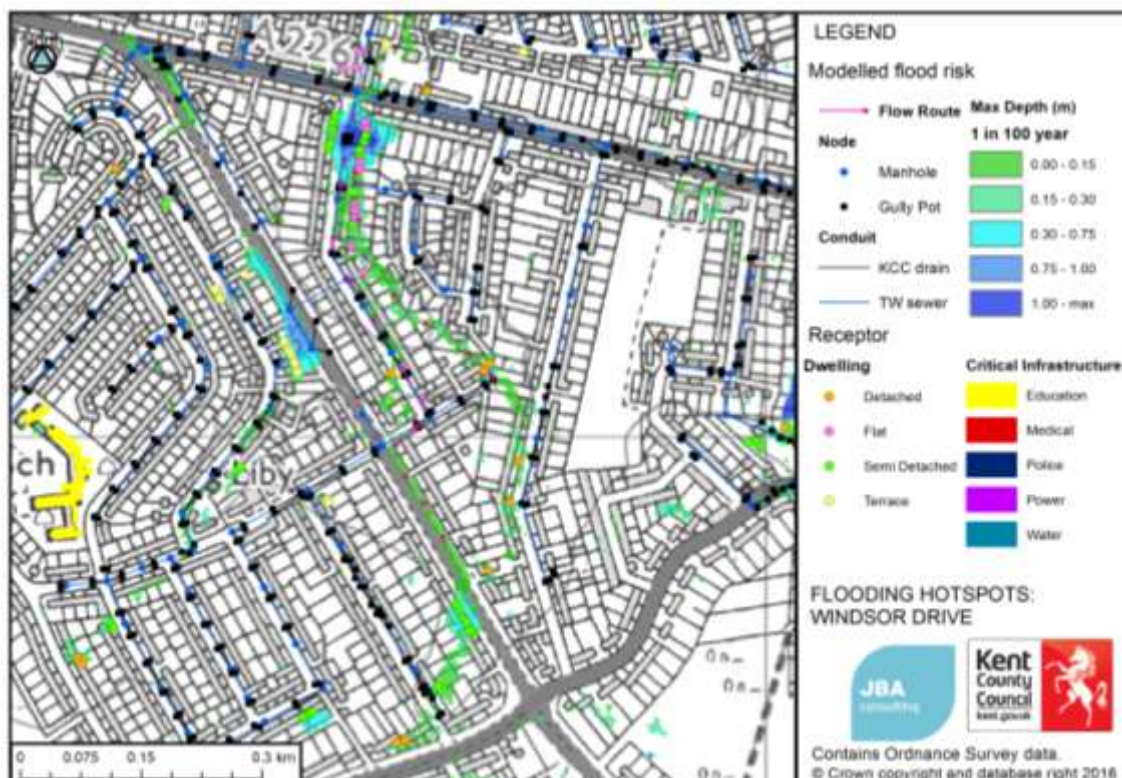 A226
ch
Liby
0 0.075 0.15 0.3 km
LEGEND
Modelled flood risk
Flow Route
Node
Manhole
Gully Pot
Conduit
KCC drain
TW sewer
Max Depth (m)
1 in 100 year
0.00 - 0.15
0.15 - 0.30
0.30 - 0.75
0.75 - 1.00
1.00 - max
Receptor
Dwelling
Detached
Flat
Semi Detached
Terrace
Critical Infrastructure
Education
Medical
Police
Power
Water
FLOODING HOTSPOTS:
WINDSOR DRIVE
JBA
consulting
Kent
County
Council
kent.gov.uk
Contains Ordnance Survey data.
© Crown copyright and database right 2016